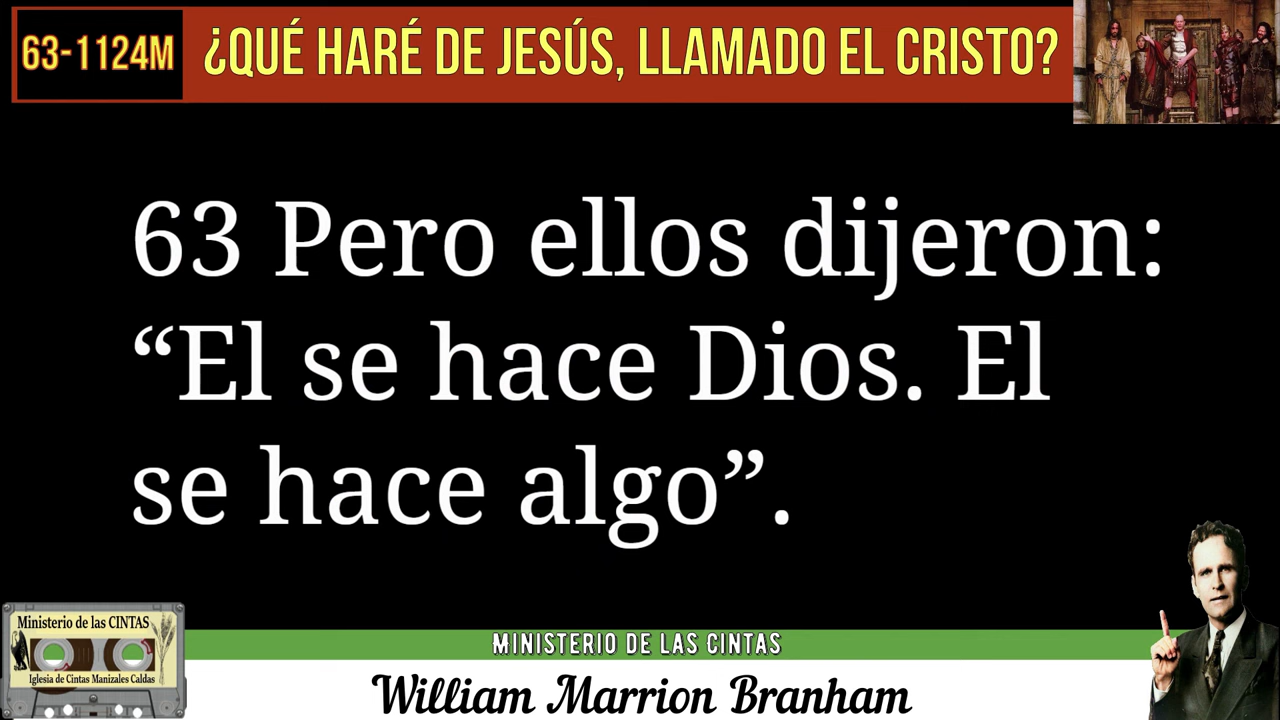 63-1124M ¿QUÉ HARÉ DE JESÚS, LLAMADO EL CRISTO?
63 Pero ellos dijeron:
“El se hace Dios. El
se hace algo”.
Ministerio de las CINTAS
Iglesia de Cintas Manizales Caldas
MINISTERIO DE LAS CINTAS
William Marrion Branham